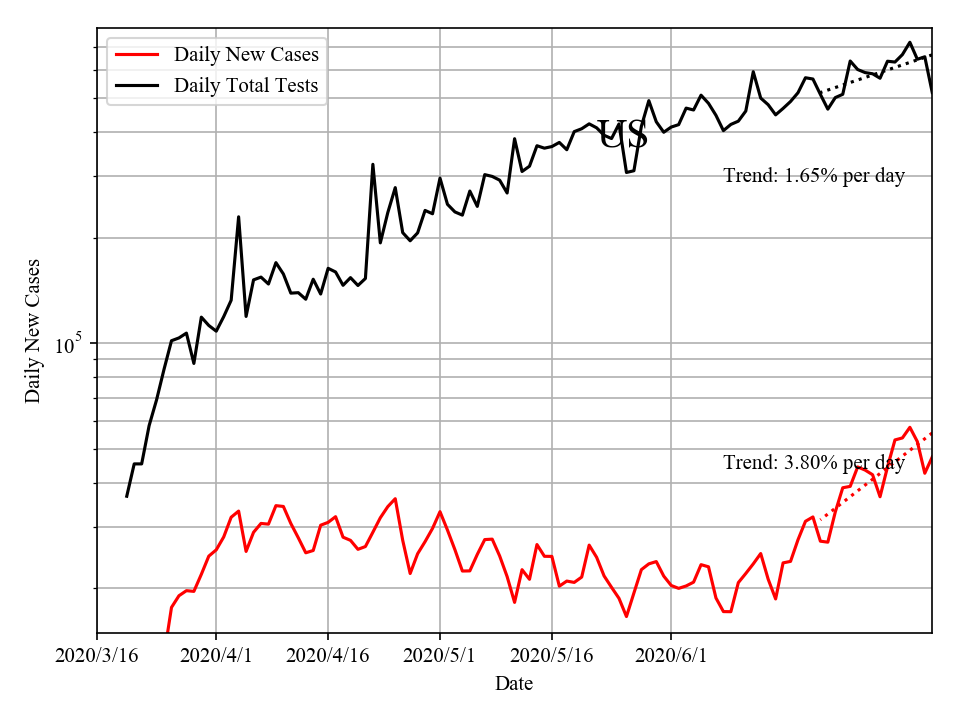 Daily New Cases
Daily Total Tests
US
Trend: 1.65% per day
Trend: 3.80% per day
Daily New Cases
10^5
2020/3/16 2020/4/1 2020/4/16 2020/5/1 2020/5/16 2020/6/1
Date